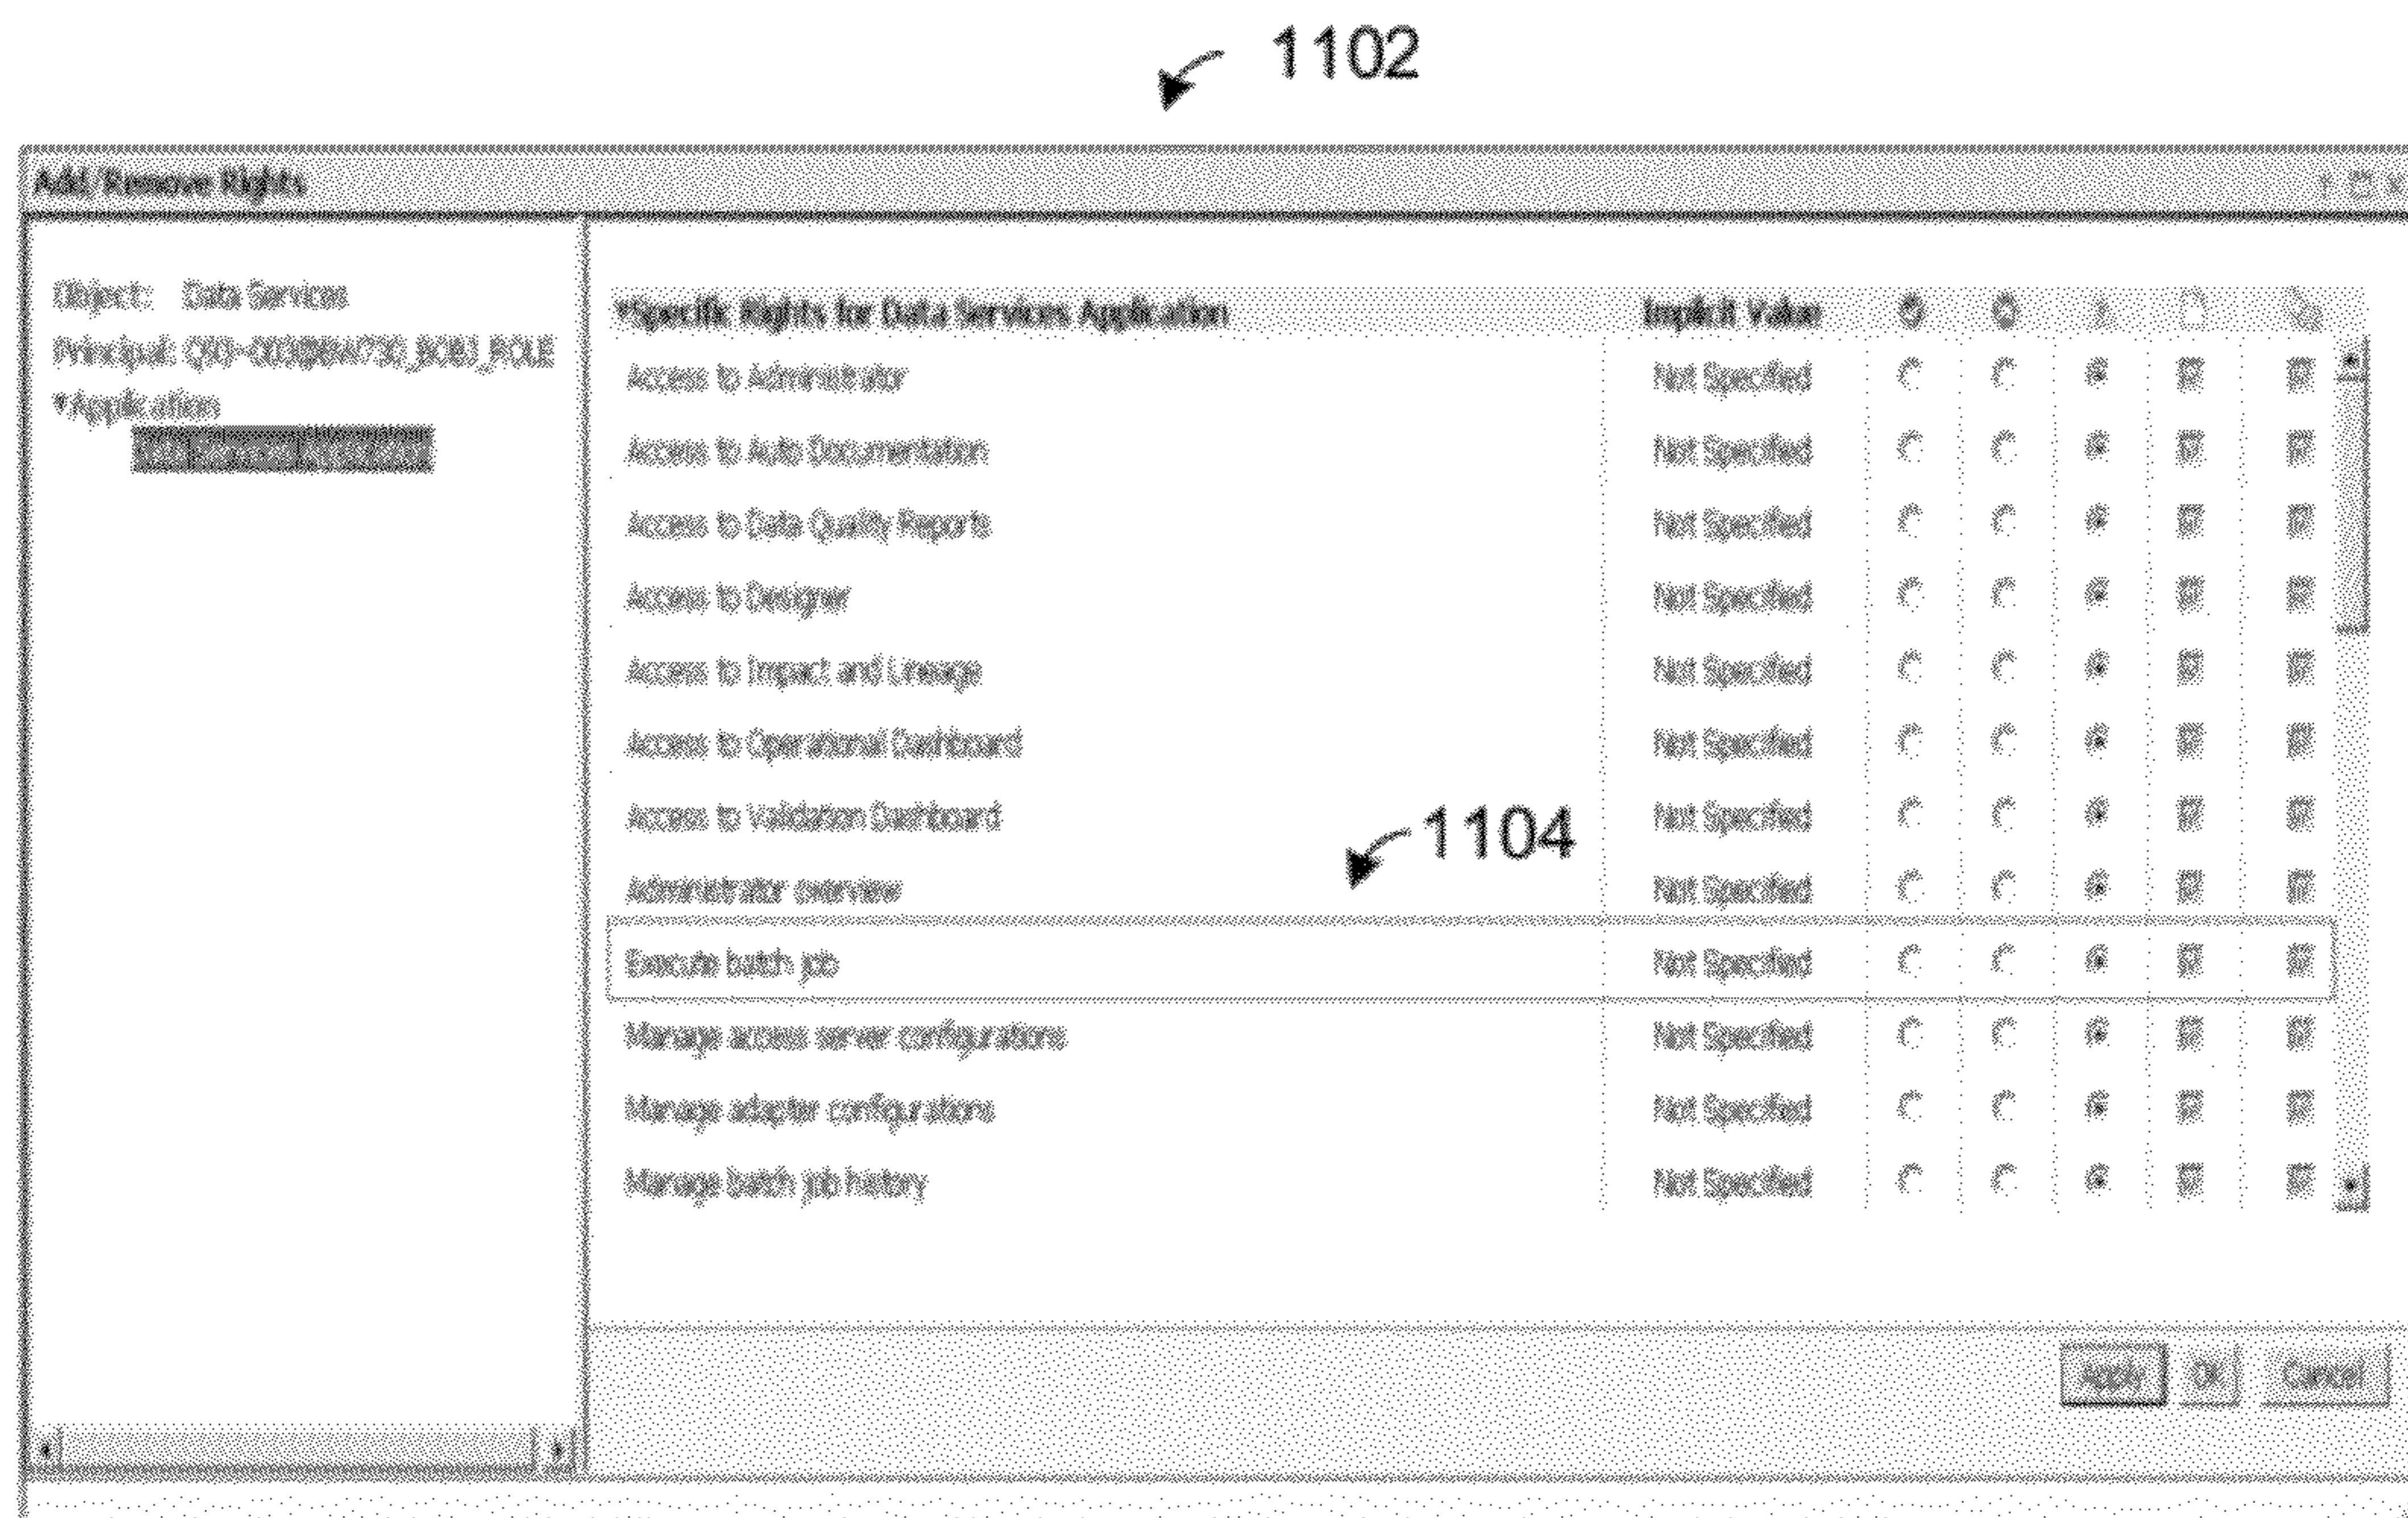 1102
Add/Remove Rights
Object: Data Services
Principal:
Application
*Specific Rights for Data Services Application Implicit Value
Access to Administrator Not Specified
Access to Auto Documentation Not Specified
Access to Data Quality Reports Not Specified
Access to Designer Not Specified
Access to Impact and Lineage Not Specified
Access to Operational Dashboard Not Specified
Access to Validation Dashboard Not Specified
1104
Administrator overview Not Specified
Execute batch job Not Specified
Manage access server configurations Not Specified
Manage adapter configurations Not Specified
Manage batch job history Not Specified
Apply OK Cancel